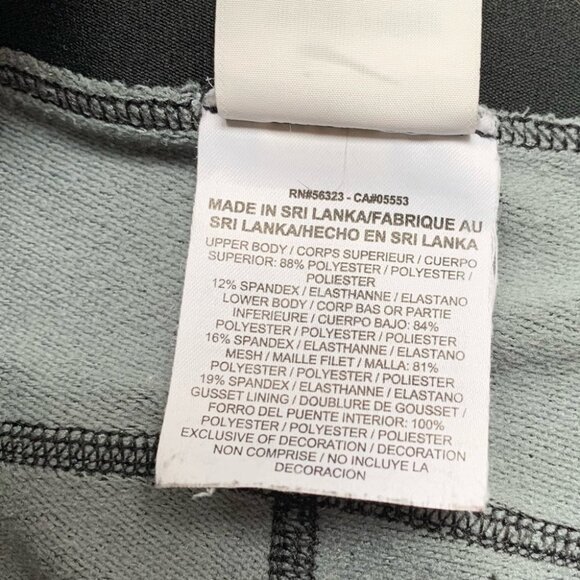 RN#56323 - CA#05553
MADE IN SRI LANKA/FABRIQUE AU
SRI LANKA/HECHO EN SRI LANKA
UPPER BODY / CORPS SUPERIEUR / CUERPO
SUPERIOR: 88% POLYESTER / POLYESTER /
POLIESTER
12% SPANDEX / ELASTHANNE / ELASTANO
LOWER BODY / CORP BAS OR PARTIE
INFERIEURE / CUERPO BAJO: 84%
POLYESTER / POLYESTER / POLIESTER
16% SPANDEX / ELASTHANNE / ELASTANO
MESH / MAILLE FILET / MALLA: 81%
POLYESTER / POLYESTER / POLIESTER
19% SPANDEX / ELASTHANNE / ELASTANO
GUSSET LINING / DOUBLURE DE GOUSSET /
FORRO DEL PUENTE INTERIOR: 100%
POLYESTER / POLYESTER / POLIESTER
EXCLUSIVE OF DECORATION / DECORATION
NON COMPRISE / NO INCLUYE LA
DECORACION